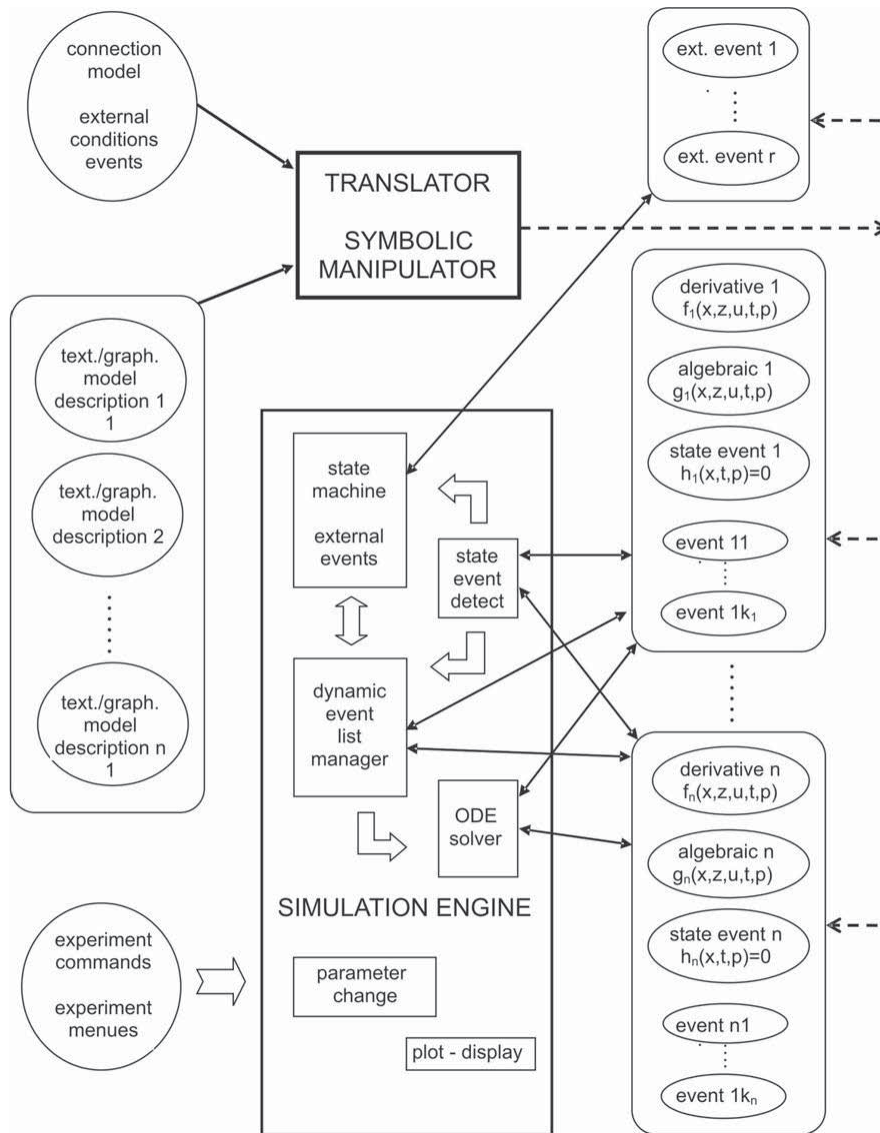 connection
model
external
conditions
events
TRANSLATOR
SYMBOLIC
MANIPULATOR
text./graph.
model
description 1
1
text./graph.
model
description 2
text./graph.
model
description n
1
experiment
commands
experiment
menues
state
machine
external
events
state
event
detect
dynamic
event
list
manager
ODE
solver
SIMULATION ENGINE
parameter
change
plot - display
ext. event 1
ext. event r
derivative 1
f₁(x,z,u,t,p)
algebraic 1
g₁(x,z,u,t,p)
state event 1
h₁(x,t,p)=0
event 11
event 1k₁
derivative n
fₙ(x,z,u,t,p)
algebraic n
gₙ(x,z,u,t,p)
state event n
hₙ(x,t,p)=0
event n1
event 1kₙ